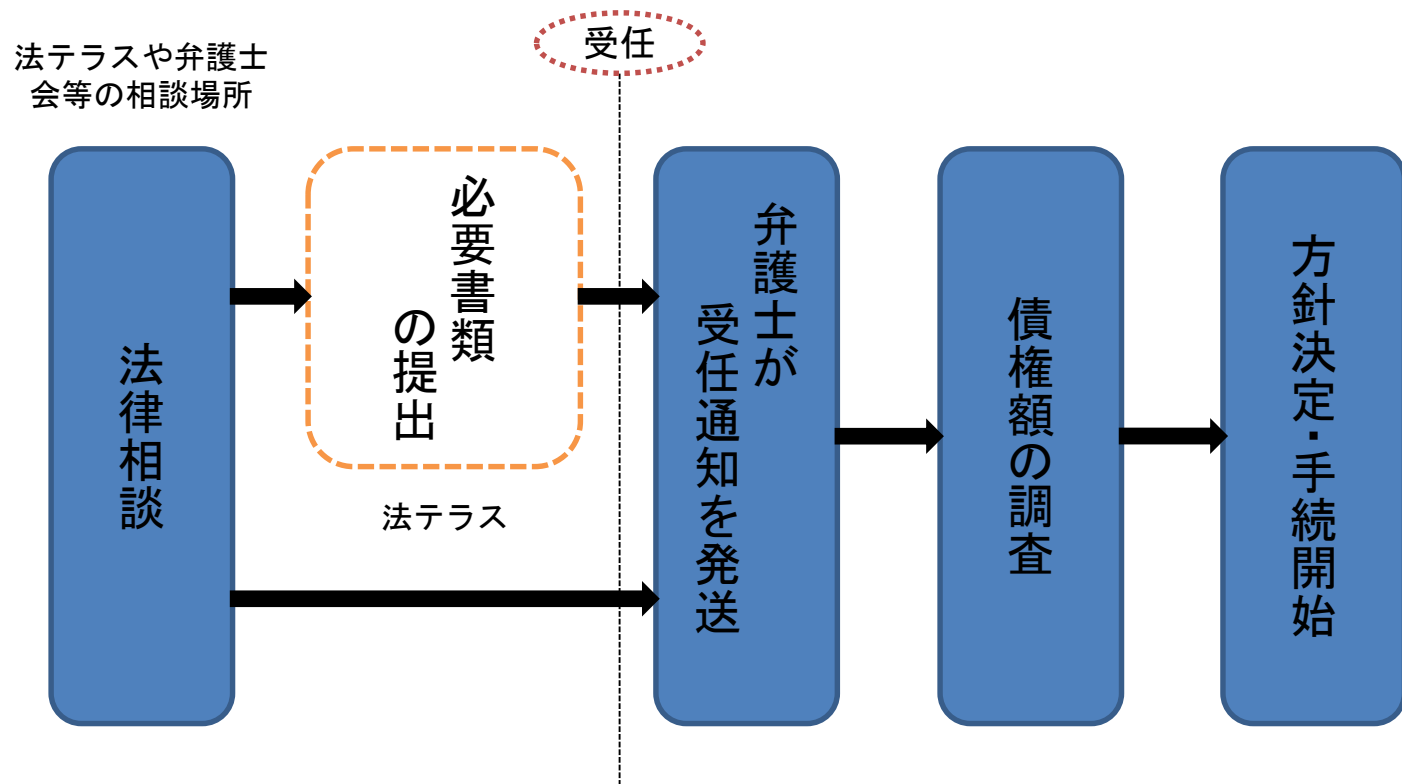 法テラスや弁護士
会等の相談場所
受任
法律相談
必要書類
の提出
法テラス
弁護士が
受任通知を発送
債権額の調査
方針決定・手続開始